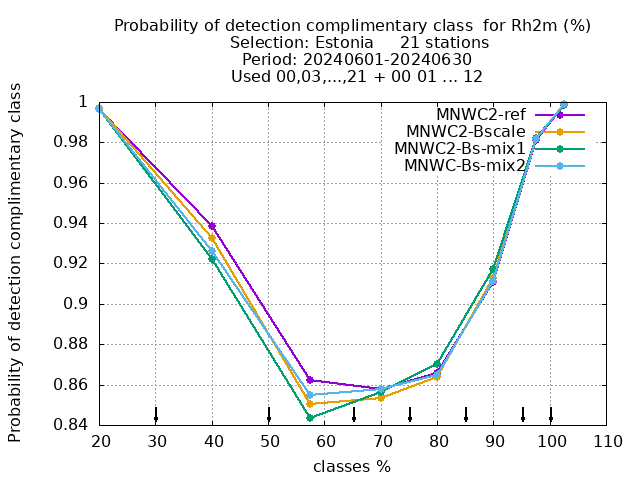 Probability of detection complimentary class  for Rh2m (%)
Selection: Estonia     21 stations
Period: 20240601-20240630
Used 00,03,...,21 + 00 01 ... 12
Probability of detection complimentary class
1
0.98
0.96
0.94
0.92
0.9
0.88
0.86
0.84
MNWC2-ref
MNWC2-Bscale
MNWC2-Bs-mix1
MNWC-Bs-mix2
20 30 40 50 60 70 80 90 100 110
classes %